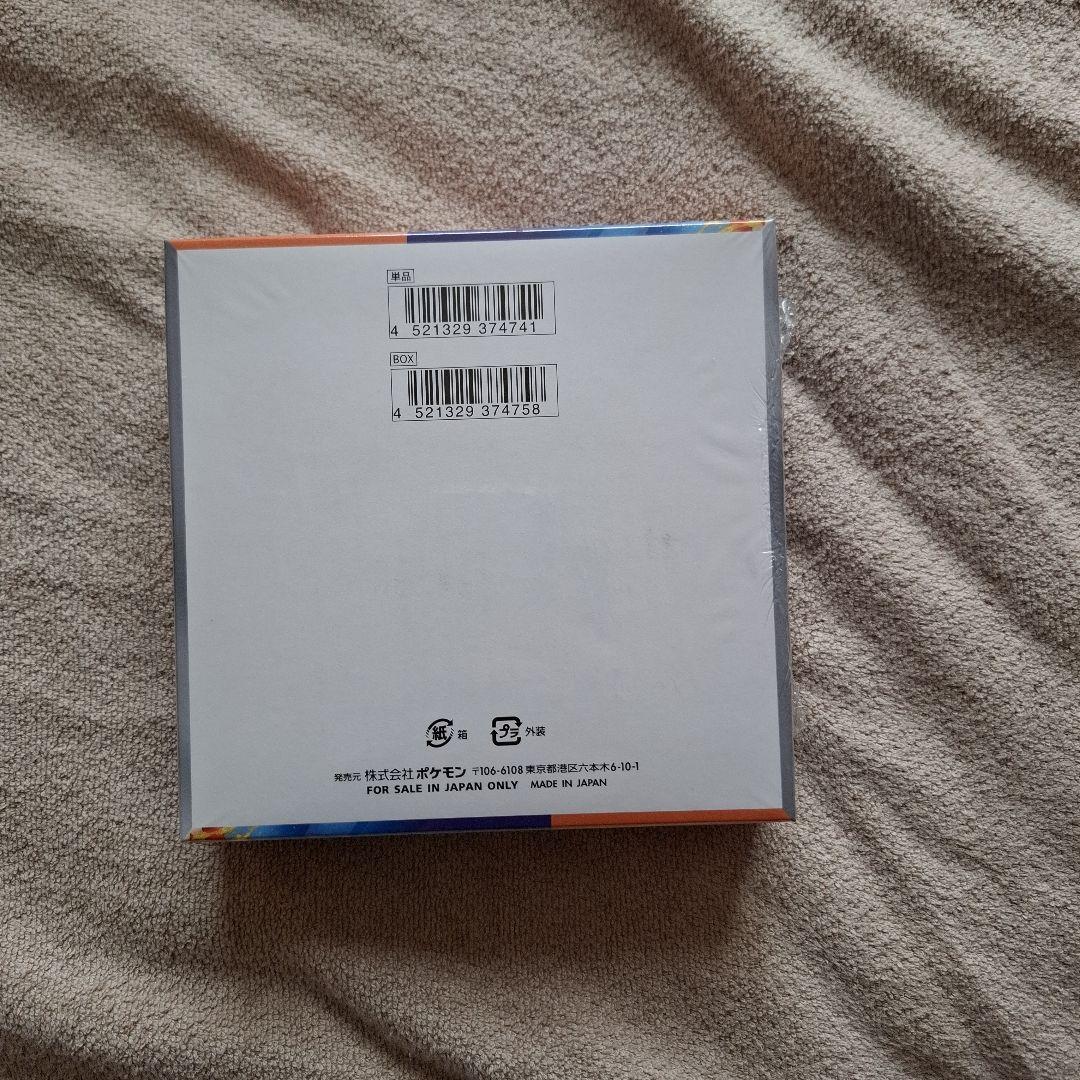 単品
4 521329 374741
BOX
4 521329 374758
紙 箱 プラ 外装
発売元 株式会社 ポケモン 〒106-6108 東京都港区六本木6-10-1
FOR SALE IN JAPAN ONLY MADE IN JAPAN